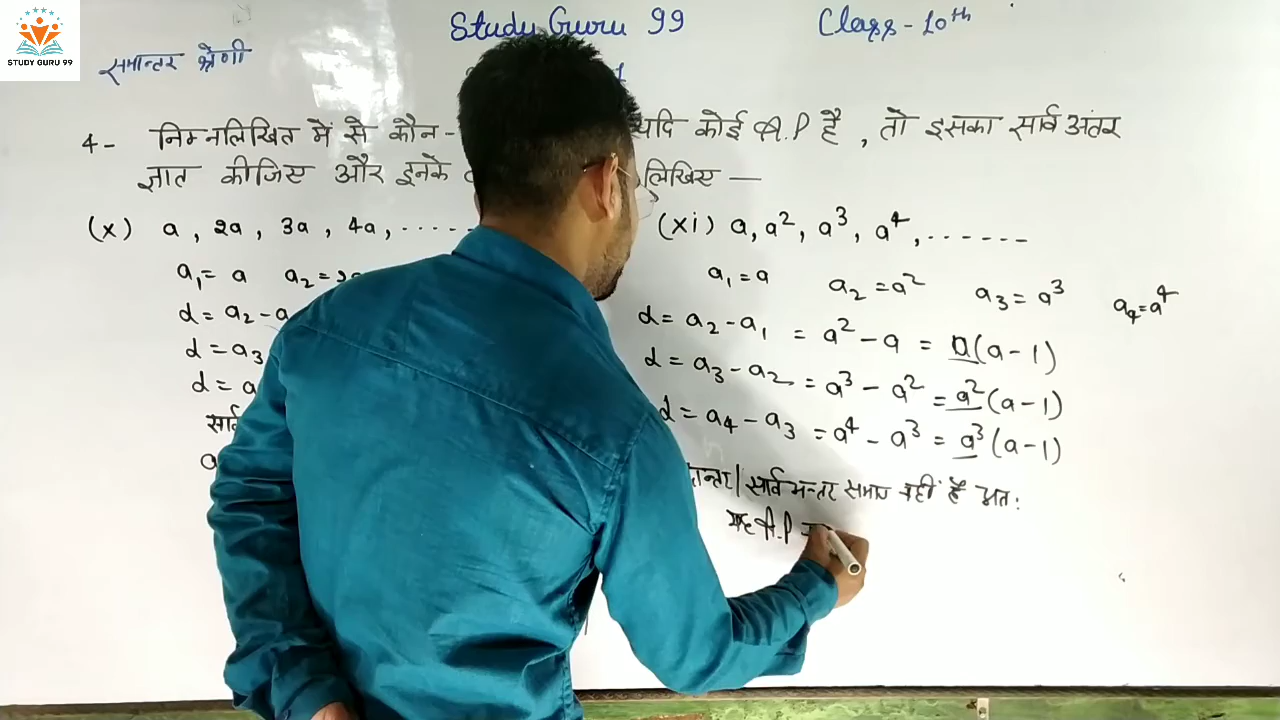 STUDY GURU 99
Study Guru 99
Class - 10th
समान्तर श्रेणी
4- निम्नलिखित में से कौन- यदि कोई A.P है , तो इसका सार्व अंतर
ज्ञात कीजिए और इनके लिखिए —
(x) a , 2a , 3a , 4a , ......
a₁ = a a₂ =
d = a₂ - a
d = a₃
d = a
(xi) a, a², a³, a⁴, .......
a₁ = a a₂ = a² a₃ = a³ a₄ = a⁴
d = a₂ - a₁ = a² - a = a(a - 1)
d = a₃ - a₂ = a³ - a² = a²(a - 1)
d = a₄ - a₃ = a⁴ - a³ = a³(a - 1)
सार्वअन्तर समान नहीं है अत:
यह A.P